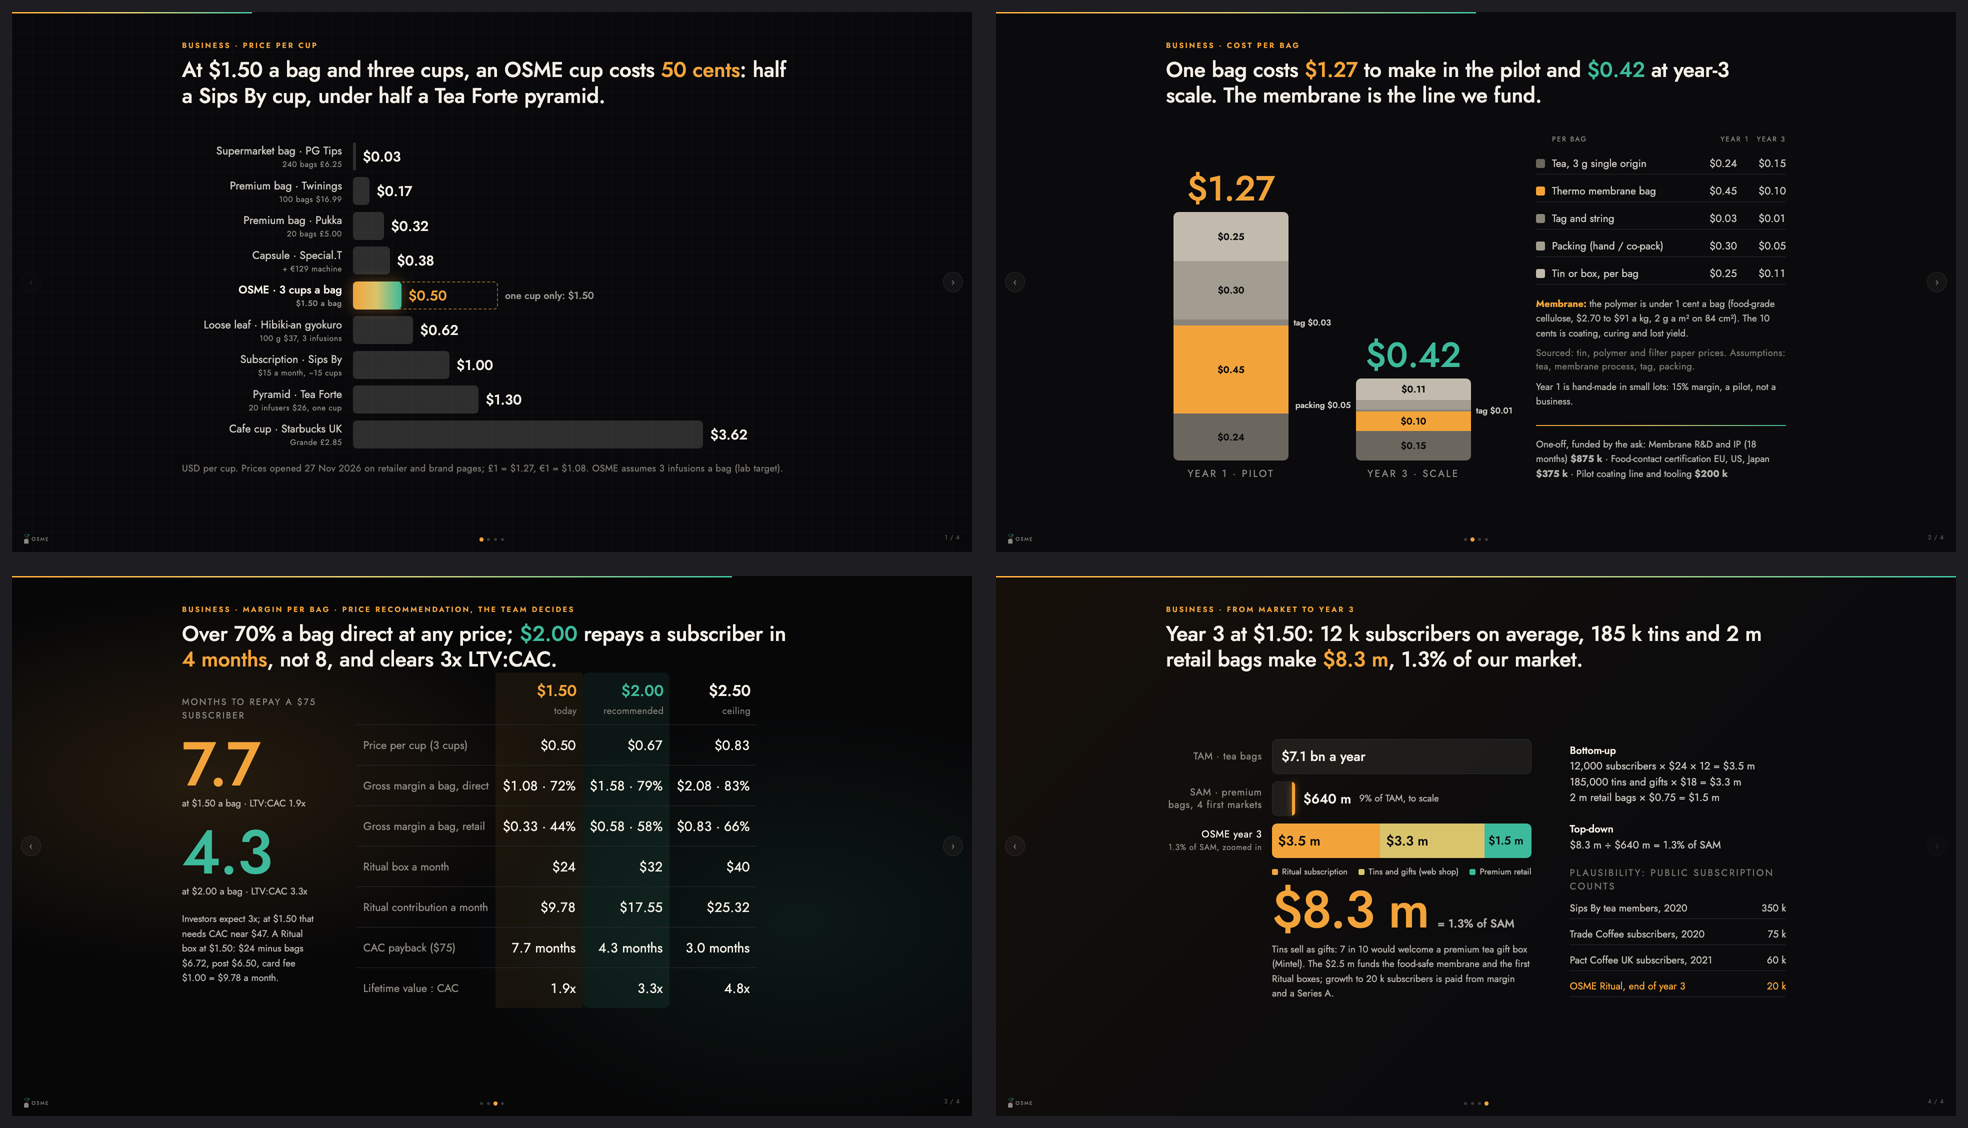 BUSINESS · PRICE PER CUP
At $1.50 a bag and three cups, an OSME cup costs 50 cents: half
a Sips By cup, under half a Tea Forte pyramid.
Supermarket bag · PG Tips
240 bags £6.25
$0.03
Premium bag · Twinings
100 bags $16.99
$0.17
Premium bag · Pukka
20 bags £5.00
$0.32
Capsule · Special.T
+ €129 machine
$0.38
OSME · 3 cups a bag
$1.50 a bag
$0.50
one cup only: $1.50
Loose leaf · Hibiki-an gyokuro
100 g $37, 3 infusions
$0.62
Subscription · Sips By
$15 a month, ~15 cups
$1.00
Pyramid · Tea Forte
20 infusers $26, one cup
$1.30
Cafe cup · Starbucks UK
Grande £2.85
$3.62
USD per cup. Prices opened 27 Nov 2026 on retailer and brand pages; £1 = $1.27, €1 = $1.08. OSME assumes 3 infusions a bag (lab target).
OSME
1 / 4
BUSINESS · COST PER BAG
One bag costs $1.27 to make in the pilot and $0.42 at year-3
scale. The membrane is the line we fund.
$1.27
$0.25
$0.30
tag $0.03
$0.45
$0.24
YEAR 1 · PILOT
$0.42
$0.11
packing $0.05
tag $0.01
$0.10
$0.15
YEAR 3 · SCALE
PER BAG YEAR 1 YEAR 3
Tea, 3 g single origin $0.24 $0.15
Thermo membrane bag $0.45 $0.10
Tag and string $0.03 $0.01
Packing (hand / co-pack) $0.30 $0.05
Tin or box, per bag $0.25 $0.11
Membrane: the polymer is under 1 cent a bag (food-grade
cellulose, $2.70 to $91 a kg, 2 g a m² on 84 cm²). The 10
cents is coating, curing and lost yield.
Sourced: tin, polymer and filter paper prices. Assumptions:
tea, membrane process, tag, packing.
Year 1 is hand-made in small lots: 15% margin, a pilot, not a
business.
One-off, funded by the ask: Membrane R&D and IP (18
months) $875 k · Food-contact certification EU, US, Japan
$375 k · Pilot coating line and tooling $200 k
OSME
2 / 4
BUSINESS · MARGIN PER BAG · PRICE RECOMMENDATION, THE TEAM DECIDES
Over 70% a bag direct at any price; $2.00 repays a subscriber in
4 months, not 8, and clears 3x LTV:CAC.
MONTHS TO REPAY A $75
SUBSCRIBER
7.7
at $1.50 a bag · LTV:CAC 1.9x
4.3
at $2.00 a bag · LTV:CAC 3.3x
Investors expect 3x; at $1.50 that
needs CAC near $47. A Ritual
box at $1.50: $24 minus bags
$6.72, post $6.50, card fee
$1.00 = $9.78 a month.
$1.50 $2.00 $2.50
today recommended ceiling
Price per cup (3 cups) $0.50 $0.67 $0.83
Gross margin a bag, direct $1.08 · 72% $1.58 · 79% $2.08 · 83%
Gross margin a bag, retail $0.33 · 44% $0.58 · 58% $0.83 · 66%
Ritual box a month $24 $32 $40
Ritual contribution a month $9.78 $17.55 $25.32
CAC payback ($75) 7.7 months 4.3 months 3.0 months
Lifetime value : CAC 1.9x 3.3x 4.8x
OSME
3 / 4
BUSINESS · FROM MARKET TO YEAR 3
Year 3 at $1.50: 12 k subscribers on average, 185 k tins and 2 m
retail bags make $8.3 m, 1.3% of our market.
TAM · tea bags
$7.1 bn a year
SAM · premium
bags, 4 first markets
$640 m 9% of TAM, to scale
OSME year 3
1.3% of SAM, zoomed in
$3.5 m $3.3 m $1.5 m
Ritual subscription Tins and gifts (web shop) Premium retail
$8.3 m = 1.3% of SAM
Tins sell as gifts: 7 in 10 would welcome a premium tea gift box
(Mintel). The $2.5 m funds the food-safe membrane and the first
Ritual boxes; growth to 20 k subscribers is paid from margin
and a Series A.
Bottom-up
12,000 subscribers × $24 × 12 = $3.5 m
185,000 tins and gifts × $18 = $3.3 m
2 m retail bags × $0.75 = $1.5 m
Top-down
$8.3 m ÷ $640 m = 1.3% of SAM
PLAUSIBILITY: PUBLIC SUBSCRIPTION
COUNTS
Sips By tea members, 2020 350 k
Trade Coffee subscribers, 2020 75 k
Pact Coffee UK subscribers, 2021 60 k
OSME Ritual, end of year 3 20 k
OSME
4 / 4